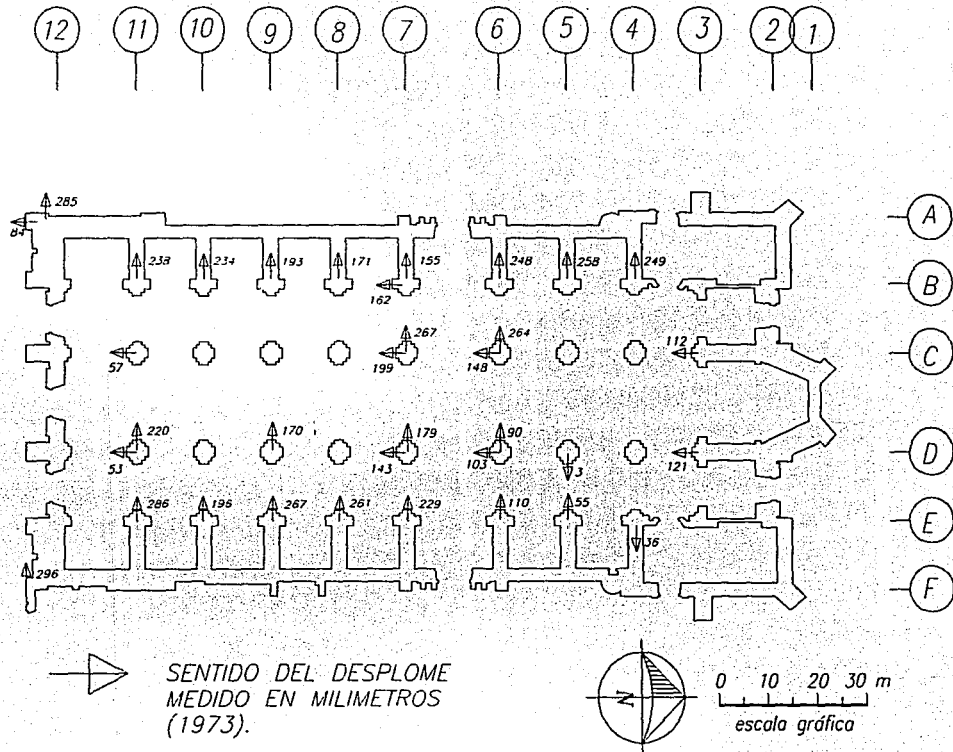 12 11 10 9 8 7 6 5 4 3 2 1
A
285
84
238 234 193 171 155 248 258 249
B
162
267 264
C
57 199 148 112
220 170 179 90
D
53 143 103 3 121
286 196 267 261 229 110 55
E
36
296
F
SENTIDO DEL DESPLOME
MEDIDO EN MILIMETROS
(1973).
N
0 10 20 30 m
escala gráfica